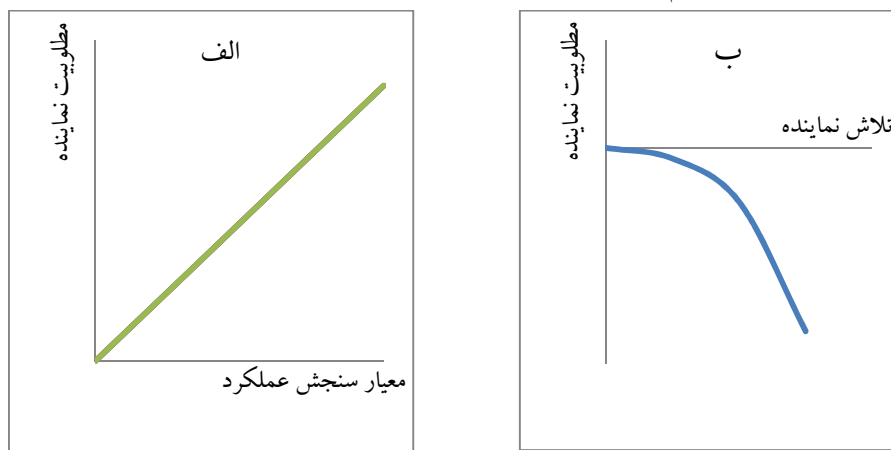 ب
مطلوبیت نماینده
تلاش نماینده
الف
مطلوبیت نماینده
معیار سنجش عملکرد